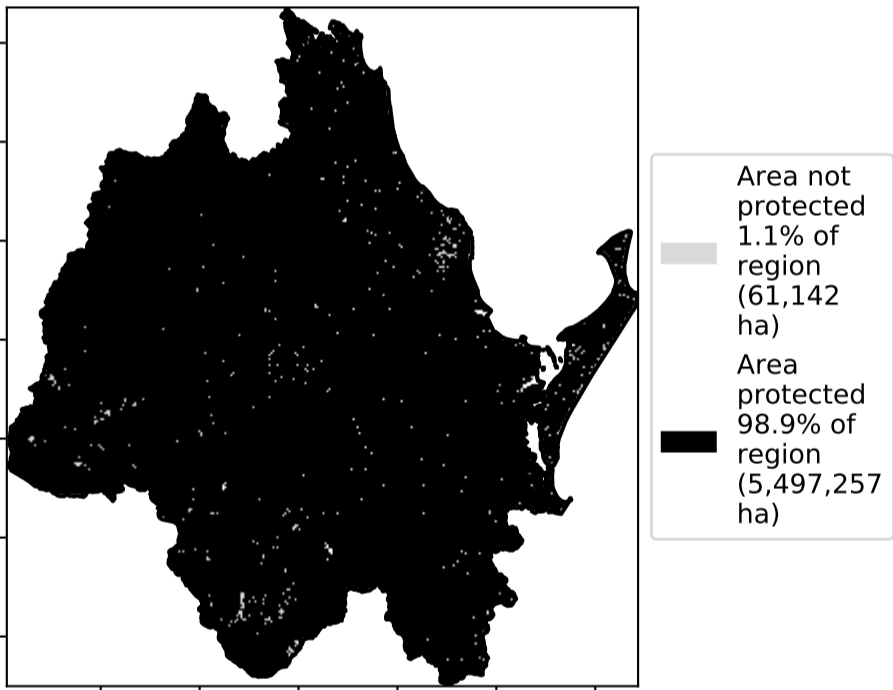 Area not
protected
1.1% of
region
(61,142
ha)
Area
protected
98.9% of
region
(5,497,257
ha)